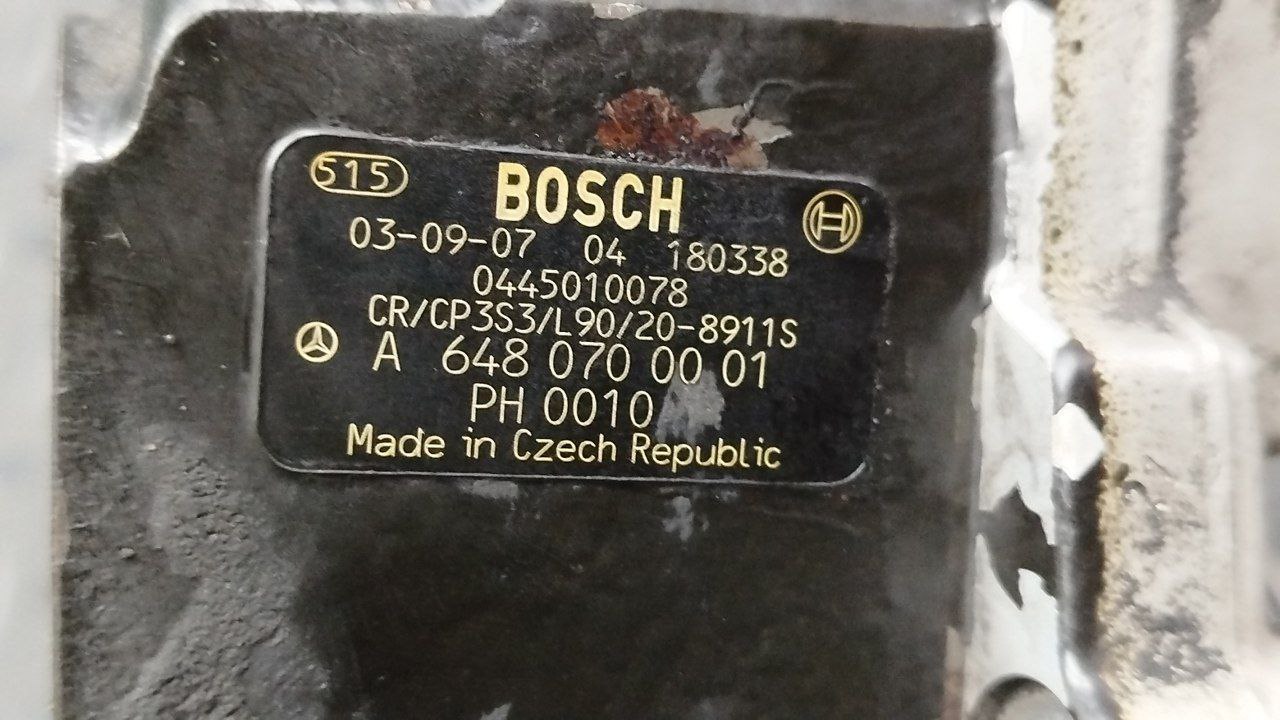 515
BOSCH
03-09-07 04 180338
0445010078
CR/CP3S3/L90/20-8911S
A 648 070 00 01
PH 0010
Made in Czech Republic